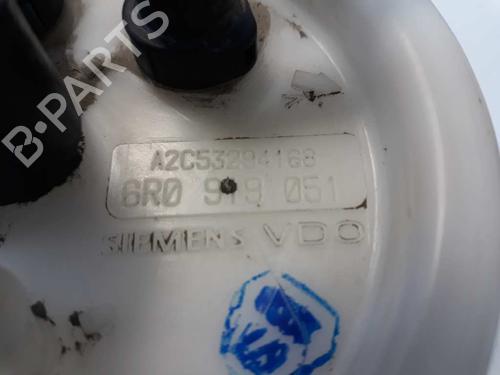 B-PARTS
A2C53294168
6R0 919 051
SIEMENS VDO